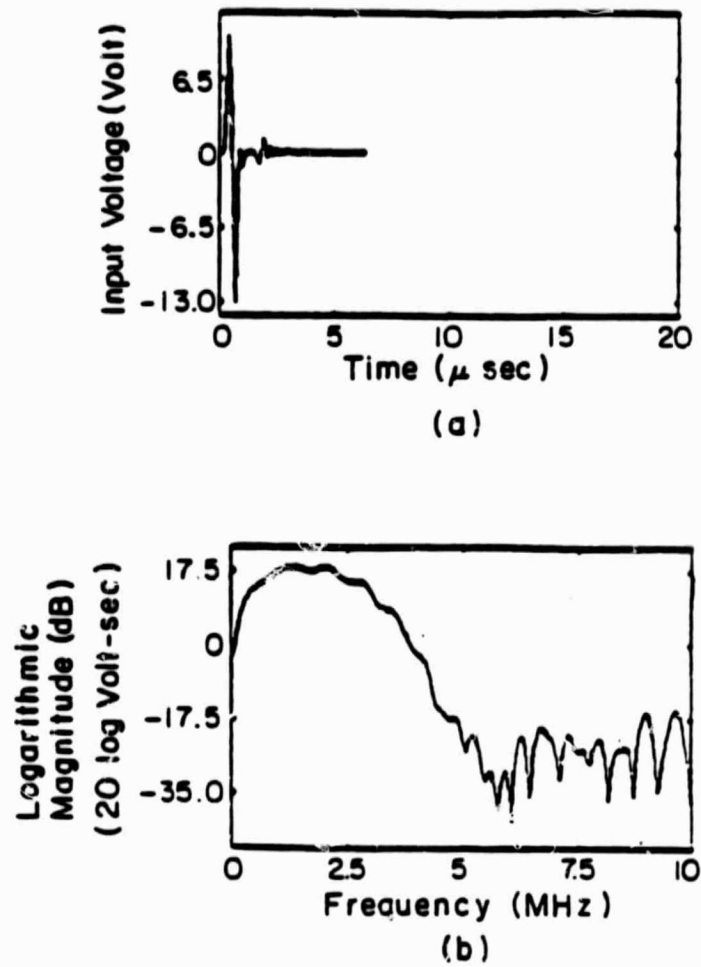 Input Voltage (Volt)
6.5
0
-6.5
-13.0
0 5 10 15 20
Time (μ sec)
(a)
Logarithmic
Magnitude (dB)
(20 log Volt-sec)
17.5
0
-17.5
-35.0
0 2.5 5 7.5 10
Frequency (MHz)
(b)